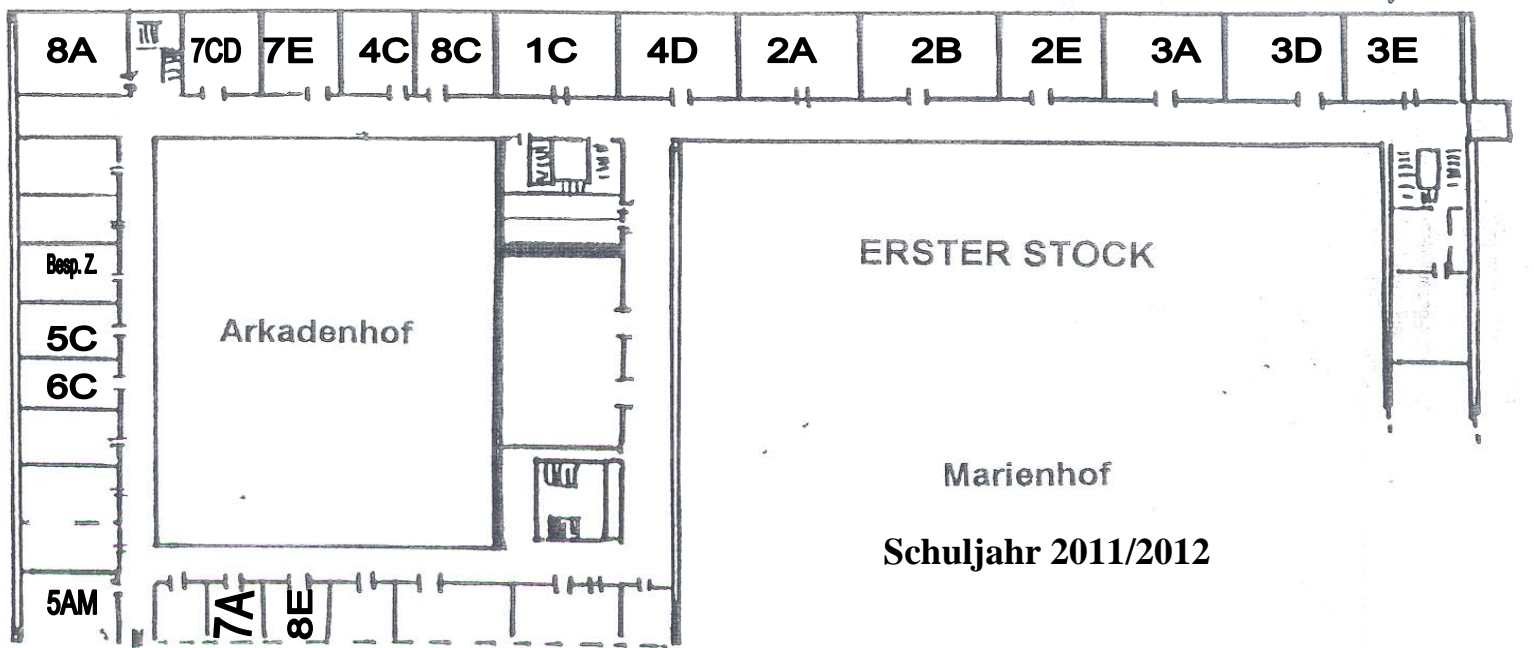 8A 7CD 7E 4C 8C 1C 4D 2A 2B 2E 3A 3D 3E
Besp. Z.
ERSTER STOCK
5C
Arkadenhof
6C
Marienhof
Schuljahr 2011/2012
5AM
7A
8E